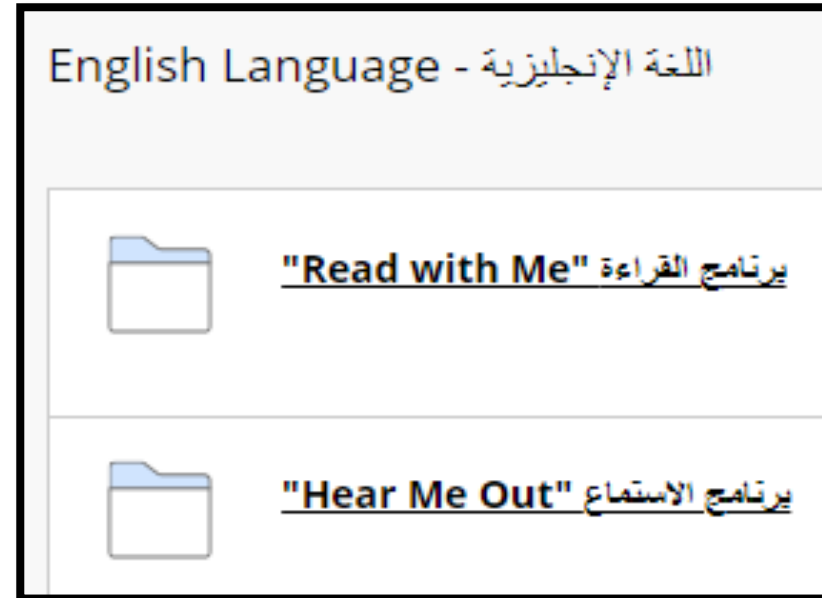 English Language - اللغة الإنجليزية
برنامج القراءة "Read with Me"
برنامج الاستماع "Hear Me Out"